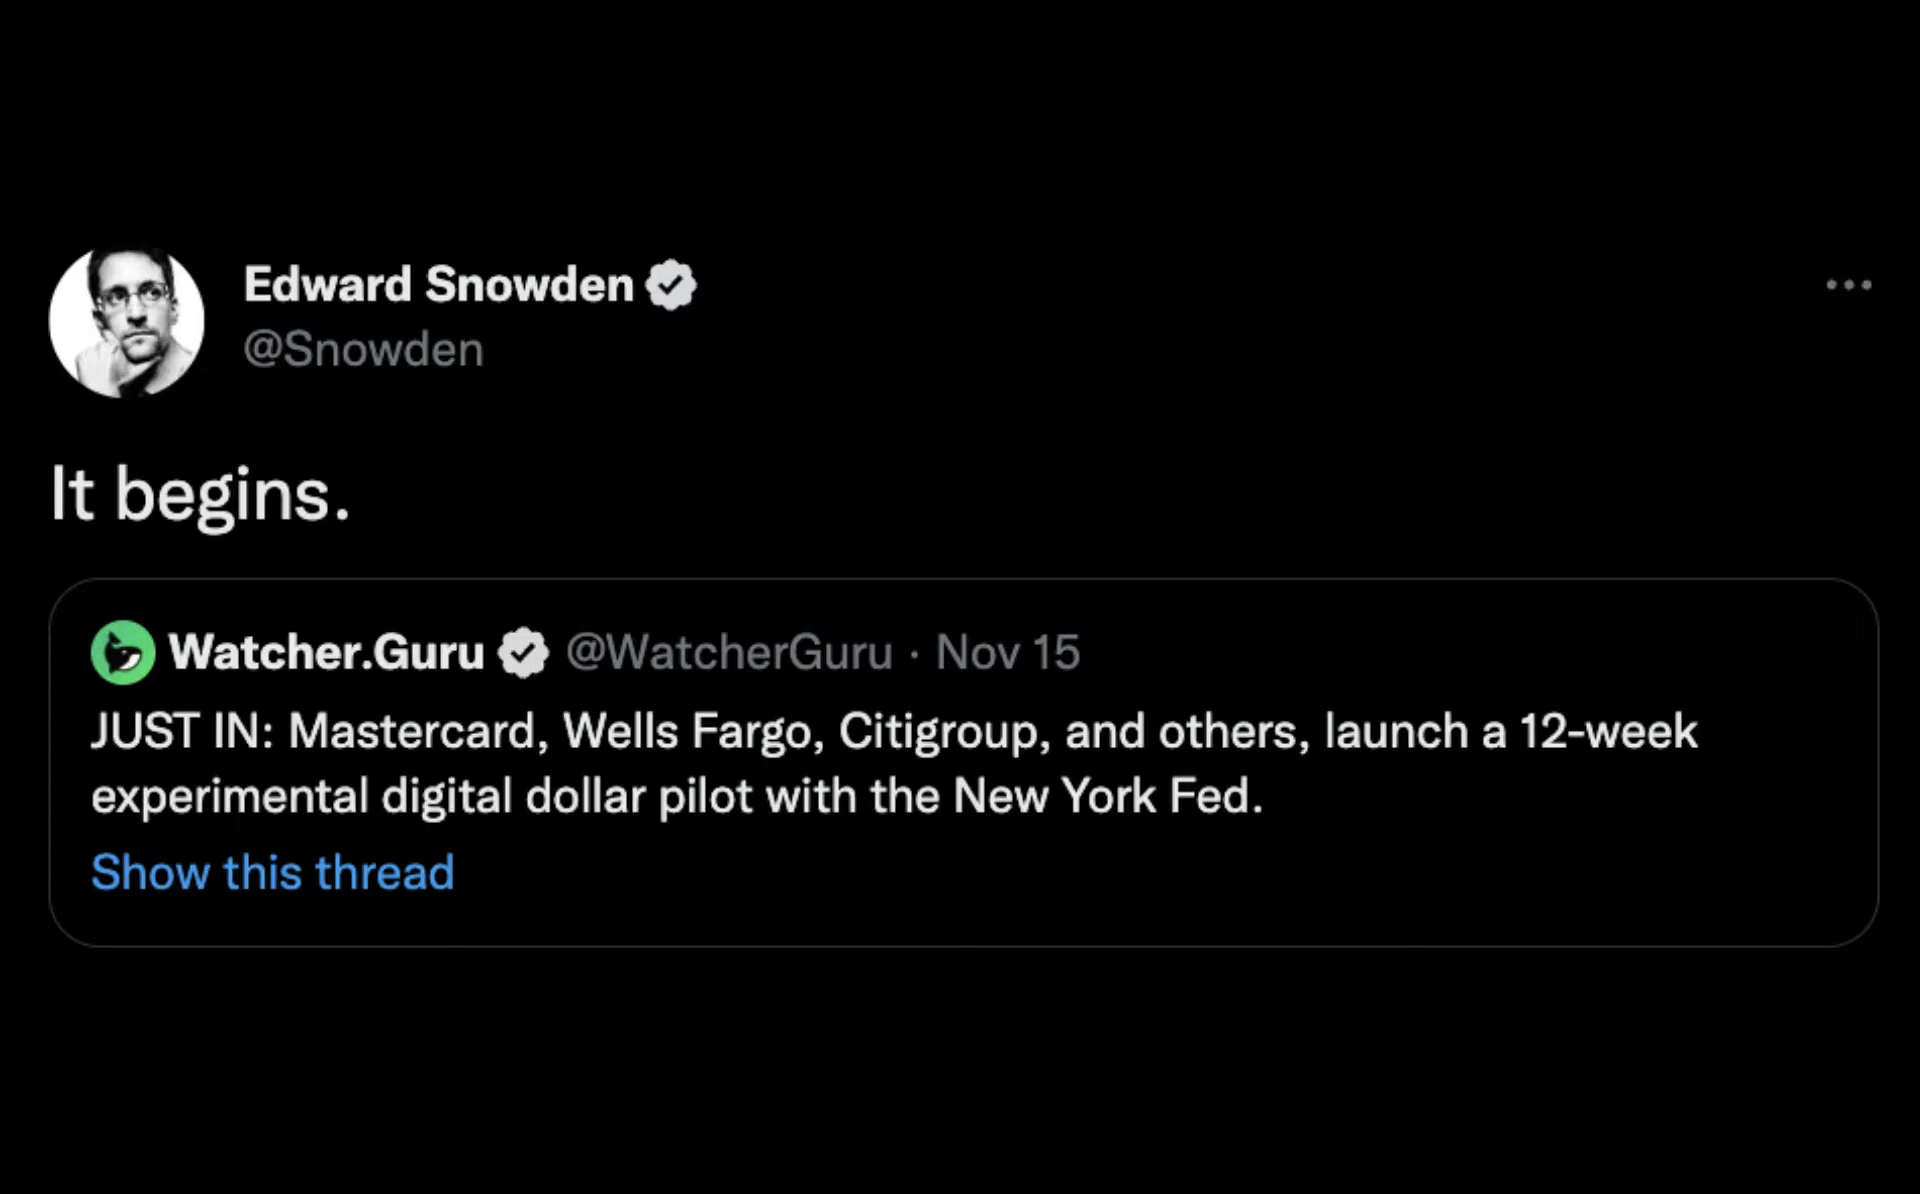 Edward Snowden
@Snowden
It begins.
Watcher.Guru @WatcherGuru · Nov 15
JUST IN: Mastercard, Wells Fargo, Citigroup, and others, launch a 12-week
experimental digital dollar pilot with the New York Fed.
Show this thread